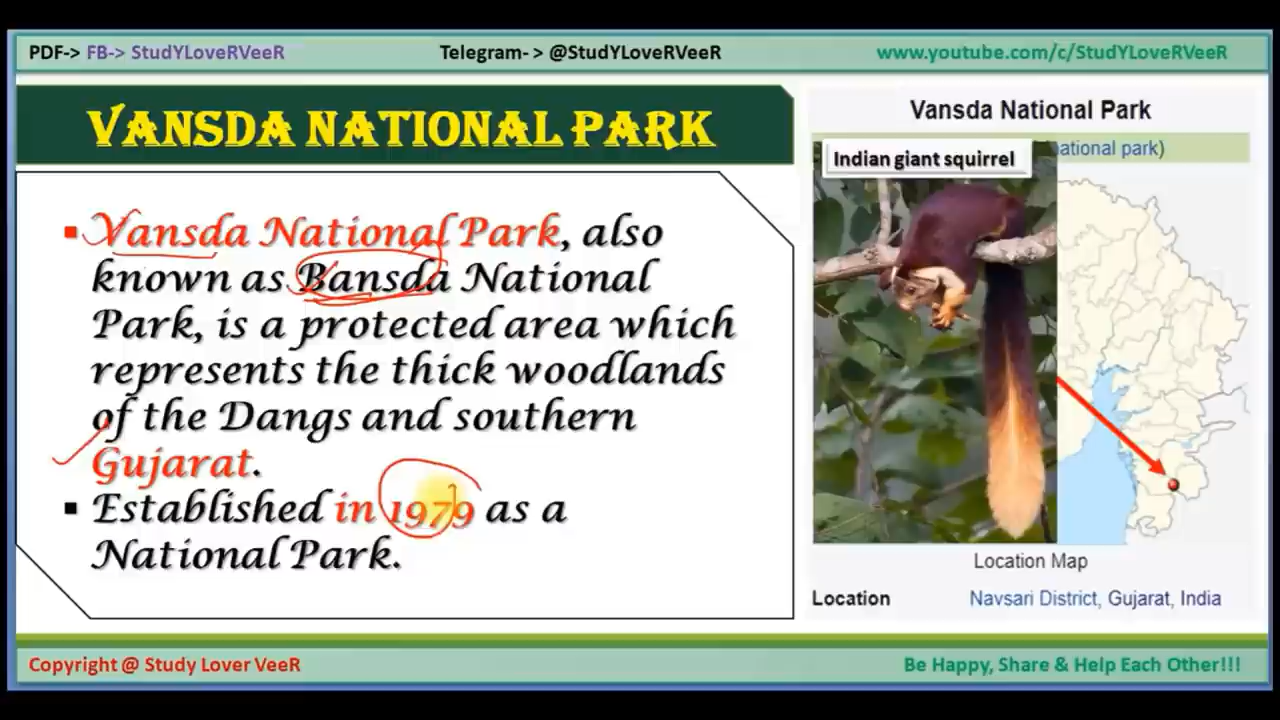 PDF-> FB-> StudYLoveRVeeR
Telegram- > @StudYLoveRVeeR
www.youtube.com/c/StudYLoveRVeeR
VANSDA NATIONAL PARK
▪ Vansda National Park, also
known as Bansda National
Park, is a protected area which
represents the thick woodlands
of the Dangs and southern
Gujarat.
▪ Established in 1979 as a
National Park.
Vansda National Park
national park)
Indian giant squirrel
Location Map
Location Navsari District, Gujarat, India
Copyright @ Study Lover VeeR
Be Happy, Share & Help Each Other!!!